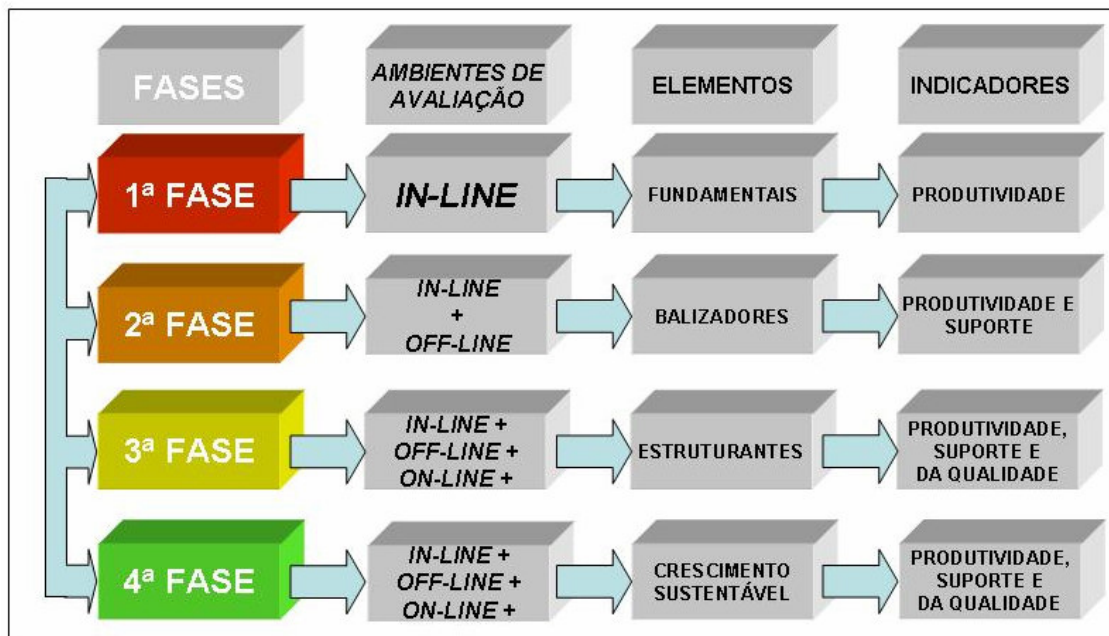 FASES
AMBIENTES DE
AVALIAÇÃO
ELEMENTOS
INDICADORES
1ª FASE
IN-LINE
FUNDAMENTAIS
PRODUTIVIDADE
2ª FASE
IN-LINE
+
OFF-LINE
BALIZADORES
PRODUTIVIDADE E
SUPORTE
3ª FASE
IN-LINE +
OFF-LINE +
ON-LINE +
ESTRUTURANTES
PRODUTIVIDADE,
SUPORTE E
DA QUALIDADE
4ª FASE
IN-LINE +
OFF-LINE +
ON-LINE +
CRESCIMENTO
SUSTENTÁVEL
PRODUTIVIDADE,
SUPORTE E
DA QUALIDADE